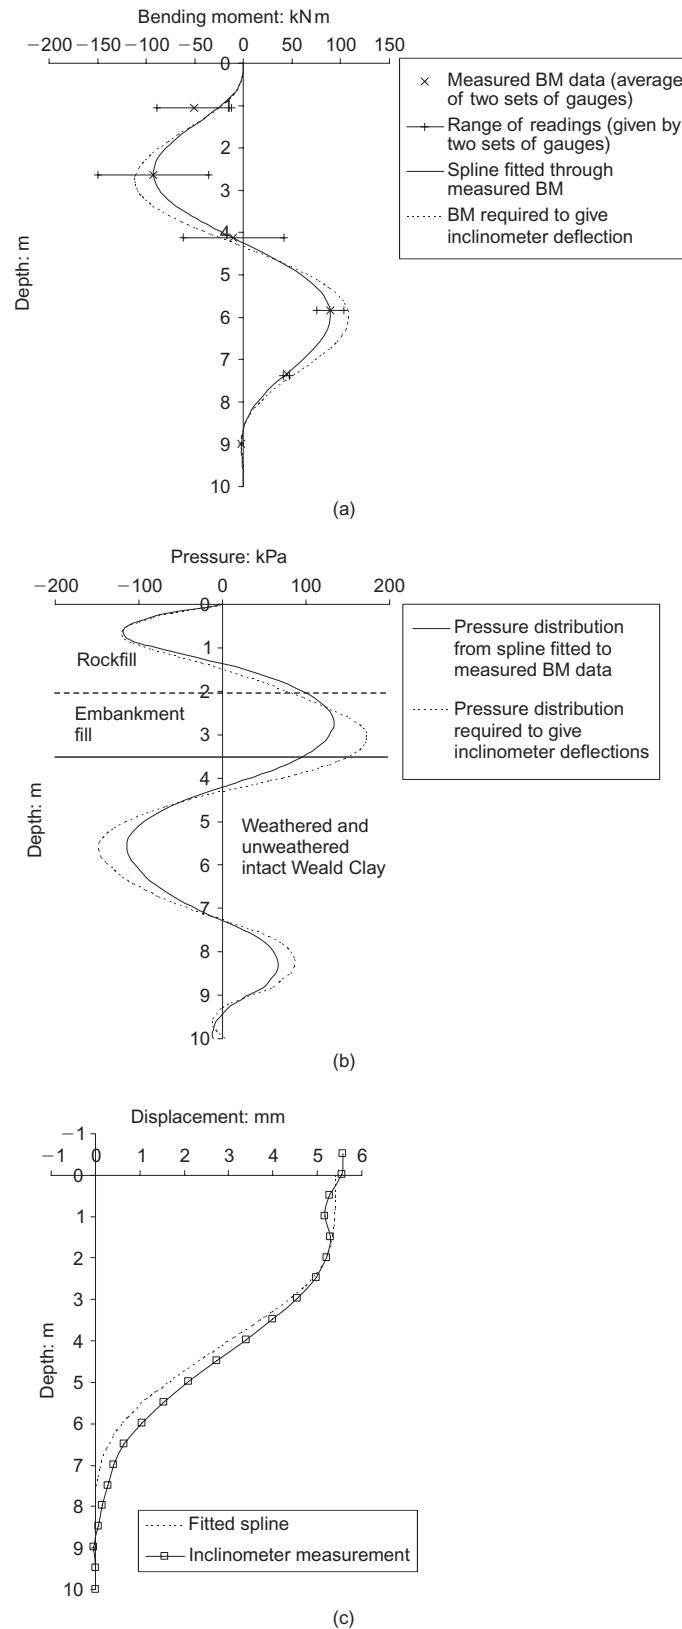 Bending moment: kNm
−200 −150 −100 −50 0 50 100 150
0
1
2
3
4
5
6
7
8
9
10
Depth: m
Measured BM data (average
of two sets of gauges)
Range of readings (given by
two sets of gauges)
Spline fitted through
measured BM
BM required to give
inclinometer deflection
(a)
Pressure: kPa
−200 −100 0 100 200
0
1
2
3
4
5
6
7
8
9
10
Depth: m
Rockfill
Embankment
fill
Weathered and
unweathered
intact Weald Clay
Pressure distribution
from spline fitted to
measured BM data
Pressure distribution
required to give
inclinometer deflections
(b)
Displacement: mm
−1
−1 0 1 2 3 4 5 6
0
1
2
3
4
5
6
7
8
9
10
Depth: m
Fitted spline
Inclinometer measurement
(c)